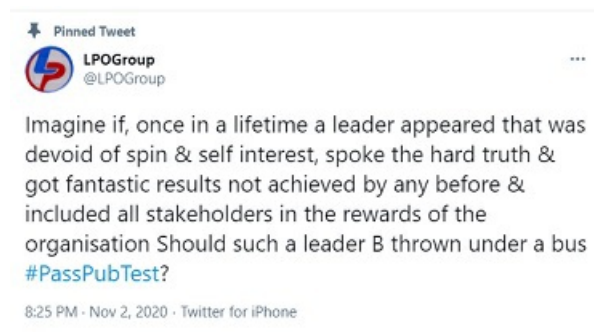 Pinned Tweet
LPOGroup
@LPOGroup
Imagine if, once in a lifetime a leader appeared that was
devoid of spin & self interest, spoke the hard truth &
got fantastic results not achieved by any before &
included all stakeholders in the rewards of the
organisation Should such a leader B thrown under a bus
#PassPubTest?
8:25 PM · Nov 2, 2020 · Twitter for iPhone